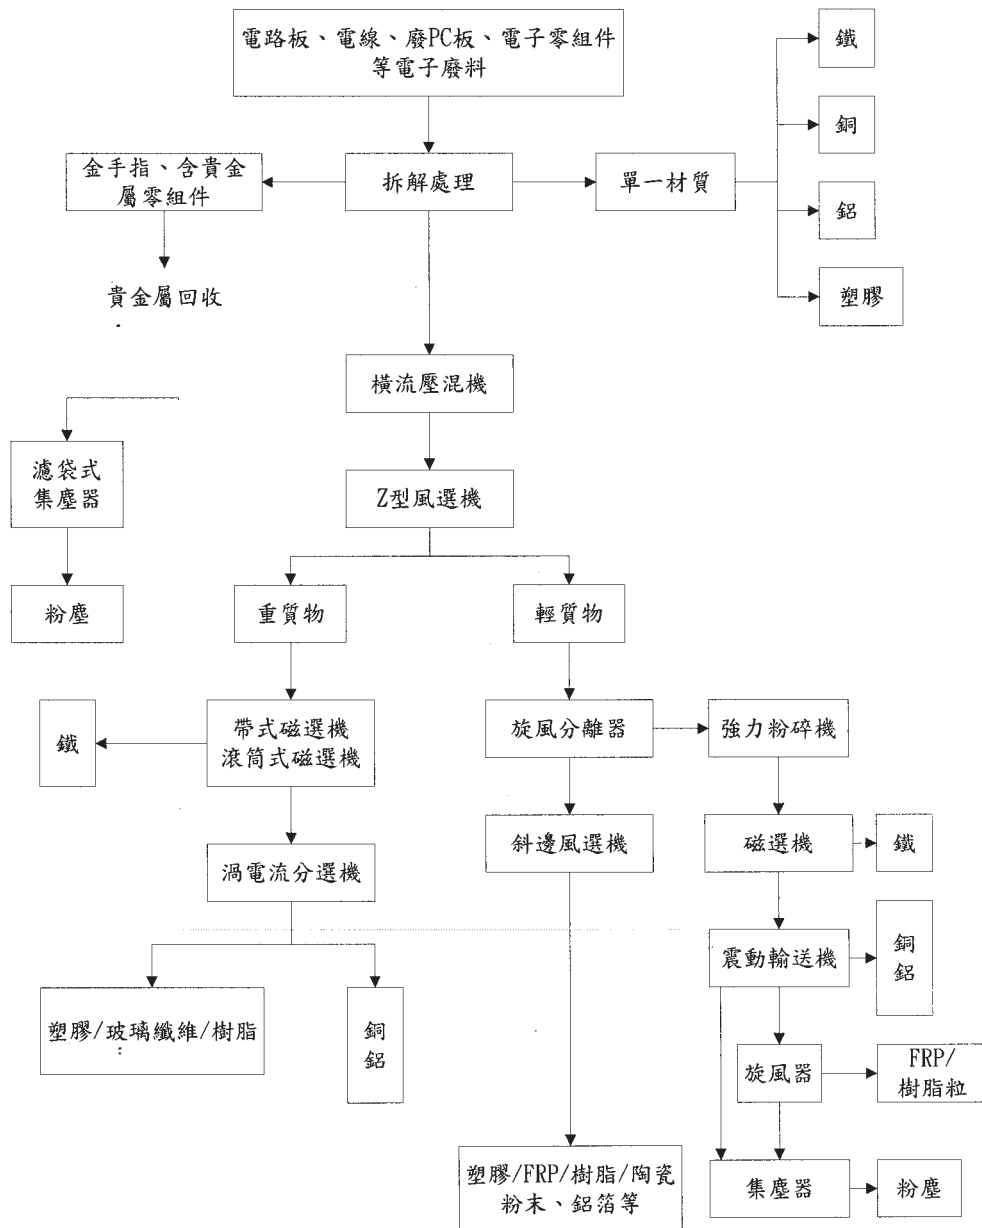 電路板、電線、廢PC板、電子零組件
等電子廢料
鐵
銅
鋁
塑膠
金手指、含貴金
屬零組件
拆解處理
單一材質
貴金屬回收
橫流壓混機
濾袋式
集塵器
Z型風選機
粉塵
重質物
輕質物
鐵
帶式磁選機
滾筒式磁選機
旋風分離器
強力粉碎機
渦電流分選機
斜邊風選機
磁選機
鐵
震動輸送機
銅
鋁
塑膠/玻璃纖維/樹脂
銅
鋁
旋風器
FRP/
樹脂粒
塑膠/FRP/樹脂/陶瓷
粉末、鋁箔等
集塵器
粉塵